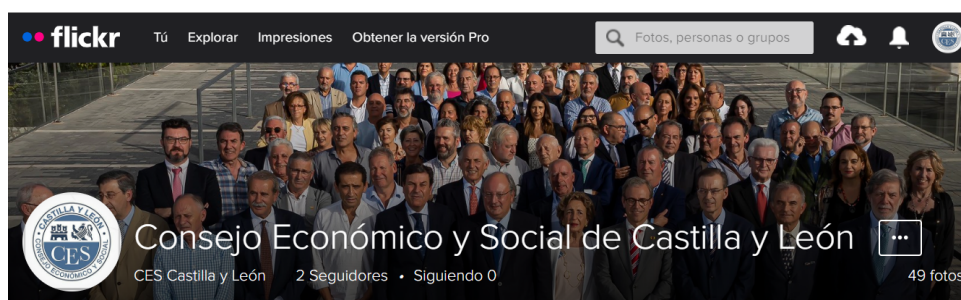 flickr Tú Explorar Impresiones Obtener la versión Pro Fotos, personas o grupos
CASTILLA Y LEÓN
CES
CONSEJO ECONÓMICO Y SOCIAL
Consejo Económico y Social de Castilla y León
CES Castilla y León 2 Seguidores • Siguiendo 0 49 fotos